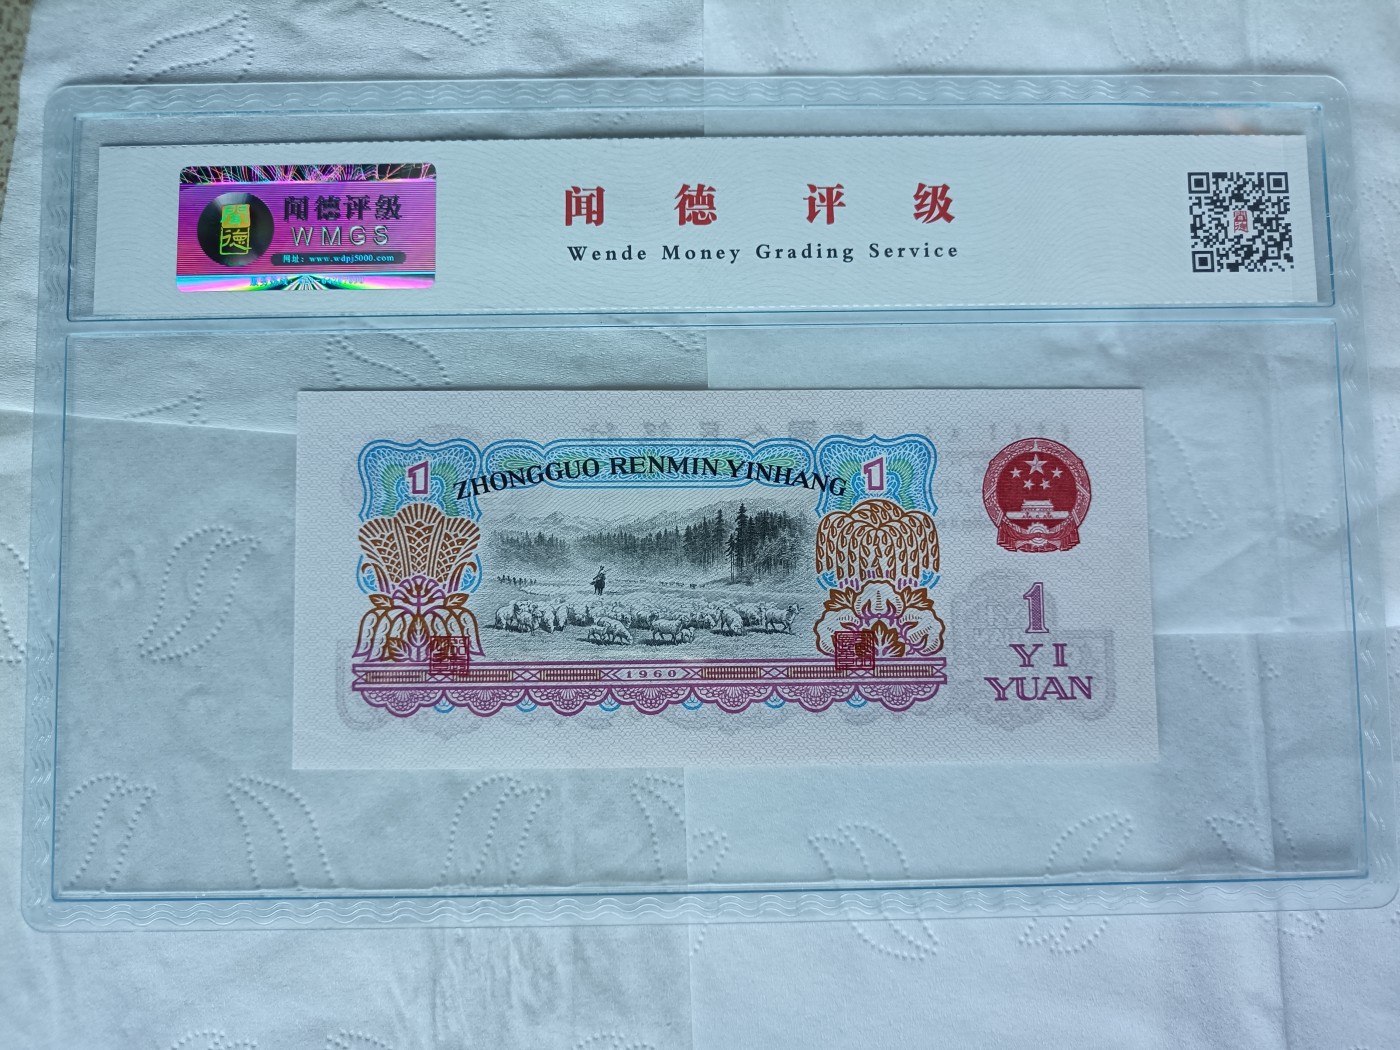 闻德评级
WMGS
网址：www.wdpj5000.com
闻德评级
Wende Money Grading Service
1
ZHONGGUO RENMIN YINHANG
1
1
YI
YUAN
1960